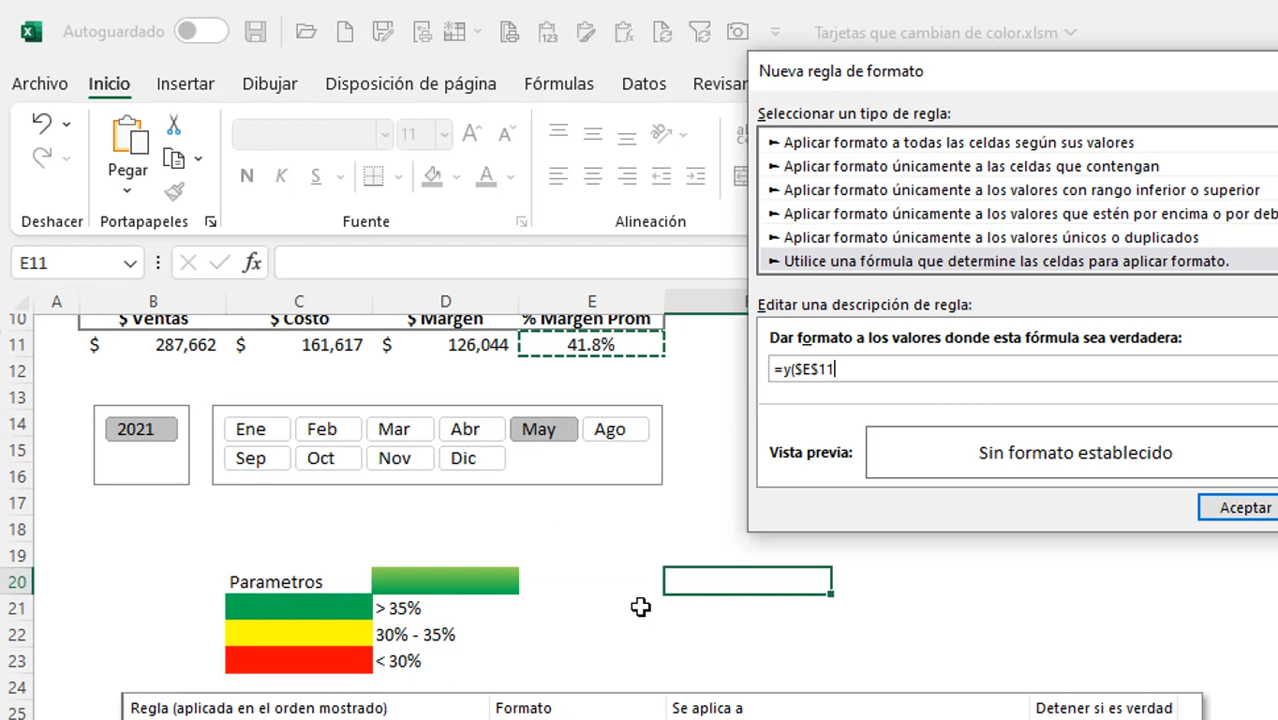 Autoguardado
Tarjetas que cambian de color.xlsm
Archivo Inicio Insertar Dibujar Disposición de página Fórmulas Datos Revisar
Nueva regla de formato
Seleccionar un tipo de regla:
► Aplicar formato a todas las celdas según sus valores
► Aplicar formato únicamente a las celdas que contengan
► Aplicar formato únicamente a los valores con rango inferior o superior
► Aplicar formato únicamente a los valores que estén por encima o por deb
► Aplicar formato únicamente a los valores únicos o duplicados
► Utilice una fórmula que determine las celdas para aplicar formato.
Editar una descripción de regla:
Dar formato a los valores donde esta fórmula sea verdadera:
=y($E$11
Vista previa: Sin formato establecido
Aceptar
Pegar
11
N K S A
Deshacer Portapapeles Fuente Alineación
E11 fx
A B C D E
10 $ Ventas $ Costo $ Margen % Margen Prom
11 $ 287,662 $ 161,617 $ 126,044 41.8%
12
13
14 2021 Ene Feb Mar Abr May Ago
15 Sep Oct Nov Dic
16
17
18
19
20 Parametros
21 > 35%
22 30% - 35%
23 < 30%
24
25 Regla (aplicada en el orden mostrado) Formato Se aplica a Detener si es verdad